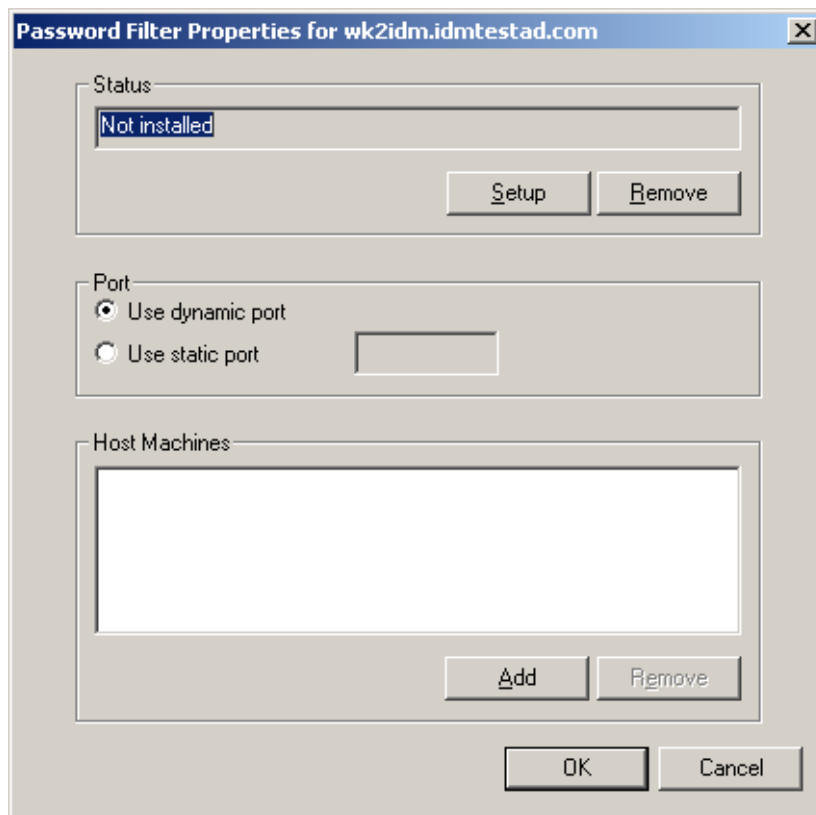 Password Filter Properties for wk2idm.idmtestad.com
Status
Not installed
Setup Remove
Port
Use dynamic port
Use static port
Host Machines
Add Remove
OK Cancel